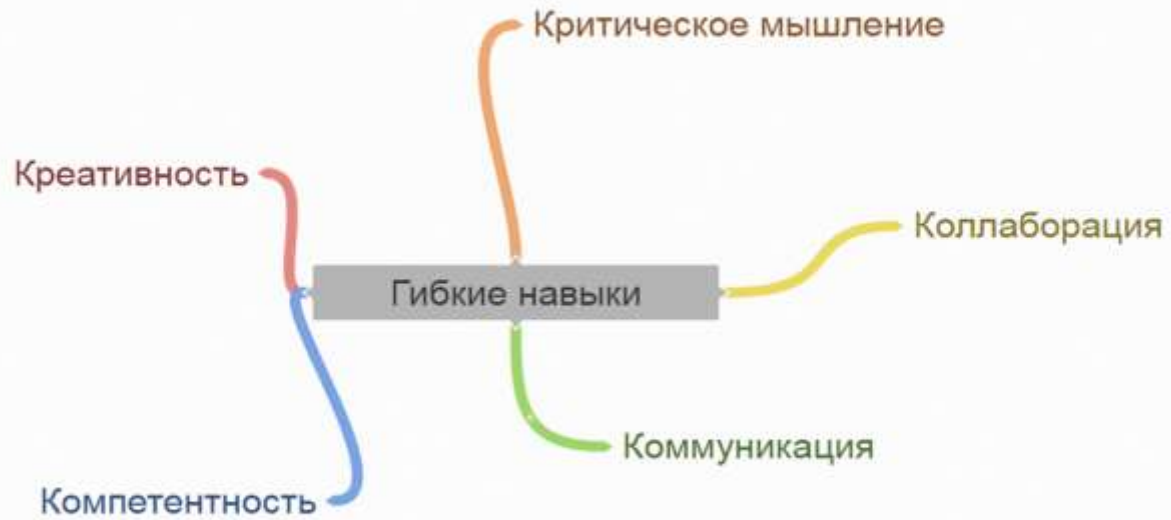 Критическое мышление
Креативность
Коллаборация
Гибкие навыки
Коммуникация
Компетентность